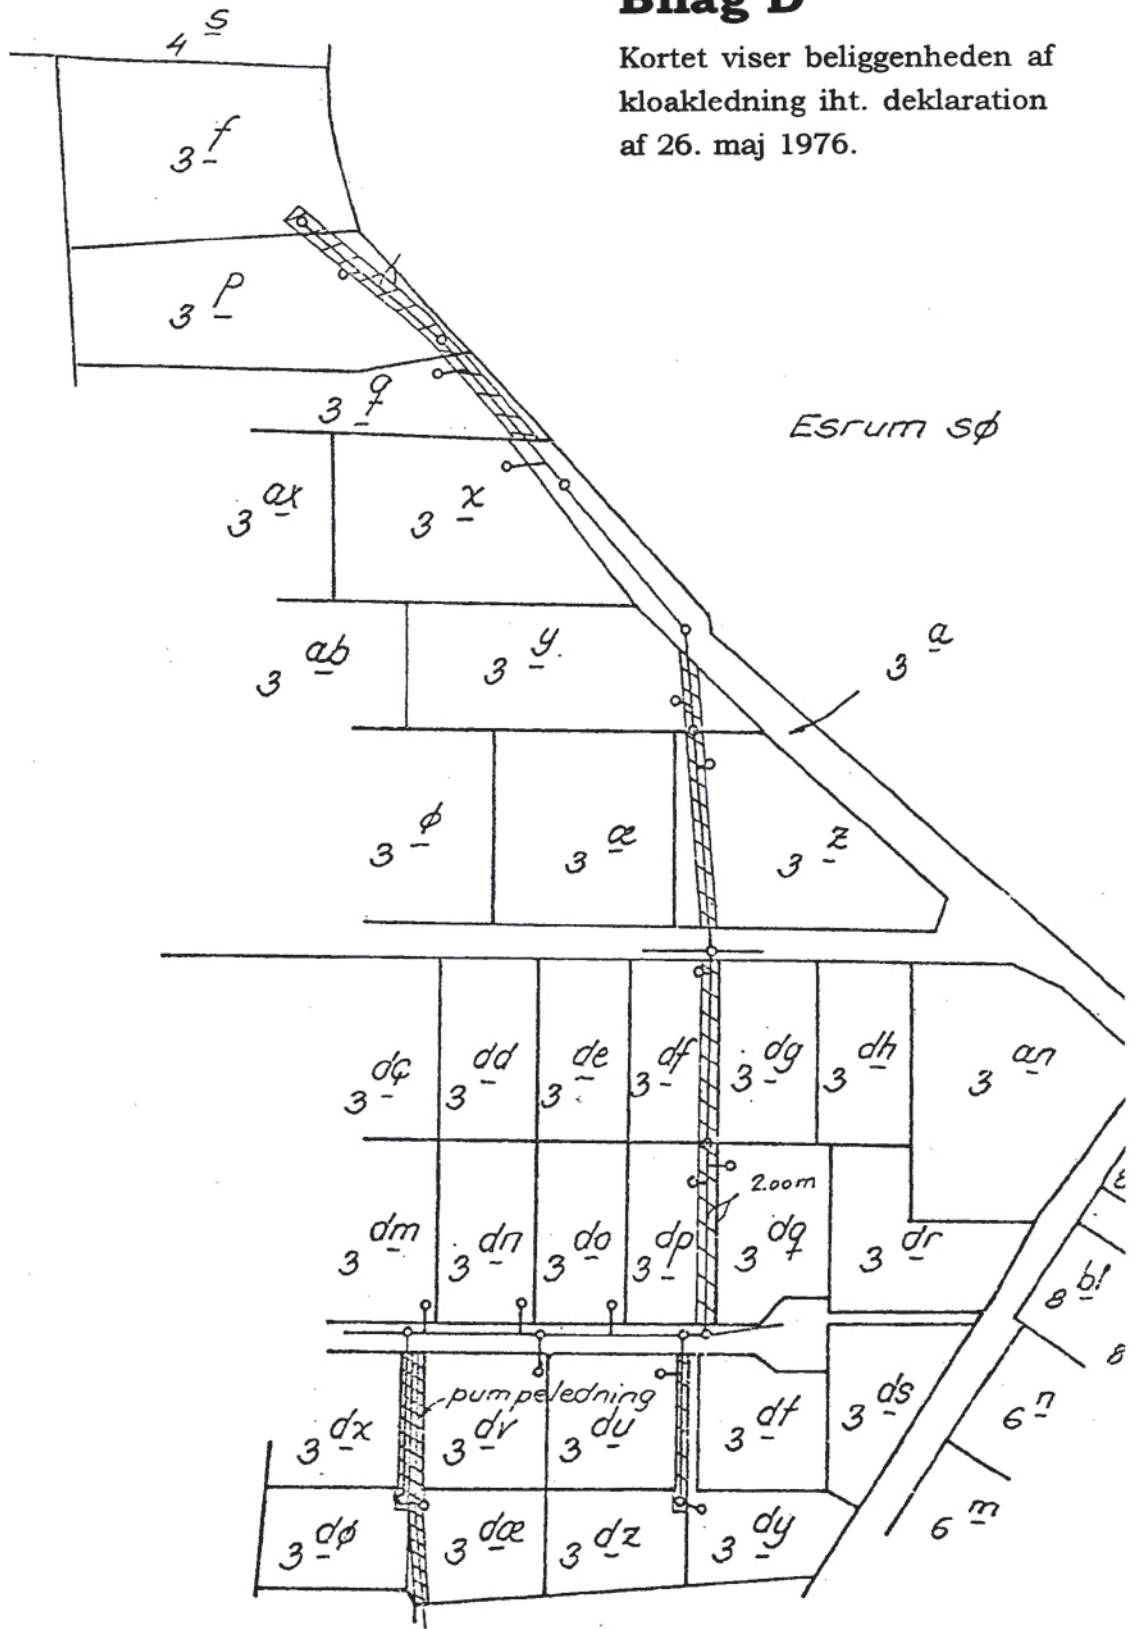 Bilag D
Kortet viser beliggenheden af
kloakledning iht. deklaration
af 26. maj 1976.
4 s
3 f
3 p
3 q
Esrum sø
3 ax
3 x
3 ab
3 y.
3 a
3 ø
3 æ
3 z
3 dç
3 dd
3 de
3 df
3 dg
3 dh
3 an
2.00m
3 dm
3 dn
3 do
3 dp
3 dq
3 dr
8 bl
8
pumpeledning
3 dx
3 dv
3 du
3 dt
3 ds
6 n
3 dø
3 dæ
3 dz
3 dy
6 m